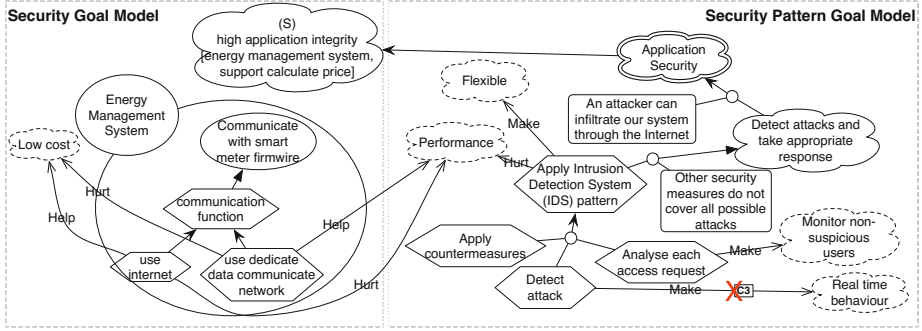 Security Goal Model
(S)
high application integrity
[energy management system,
support calculate price]
Energy
Management
System
Communicate
with smart
meter firmwire
Low cost
Hurt
Help
communication
function
use
internet
use dedicate
data communicate
network
Help
Hurt
Security Pattern Goal Model
Application
Security
Flexible
Make
Performance
Hurt
An attacker can
infiltrate our system
through the Internet
Detect attacks and
take appropriate
response
Apply Intrusion
Detection System
(IDS) pattern
Other security
measures do not
cover all possible
attacks
Apply
countermeasures
Analyse each
access request
Make
Monitor non-
suspicious
users
Detect
attack
Make
X
C3
Real time
behaviour